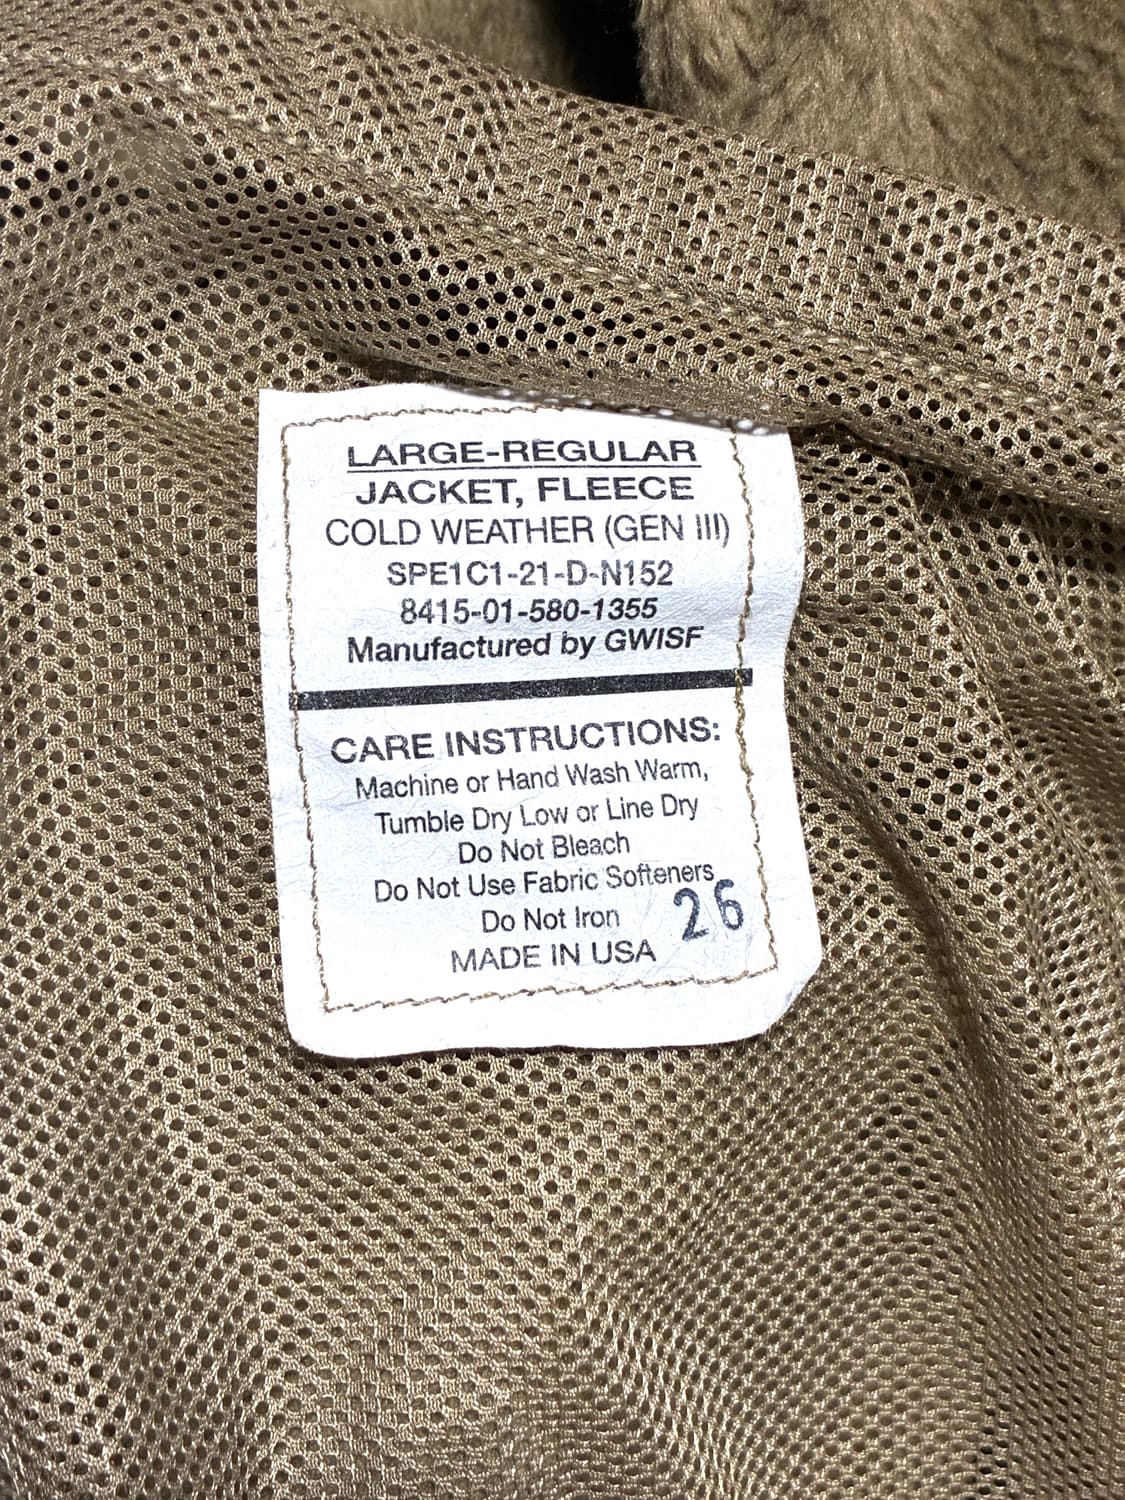 LARGE-REGULAR
JACKET, FLEECE
COLD WEATHER (GEN III)
SPE1C1-21-D-N152
8415-01-580-1355
Manufactured by GWISF
CARE INSTRUCTIONS:
Machine or Hand Wash Warm,
Tumble Dry Low or Line Dry
Do Not Bleach
Do Not Use Fabric Softeners
Do Not Iron
26
MADE IN USA